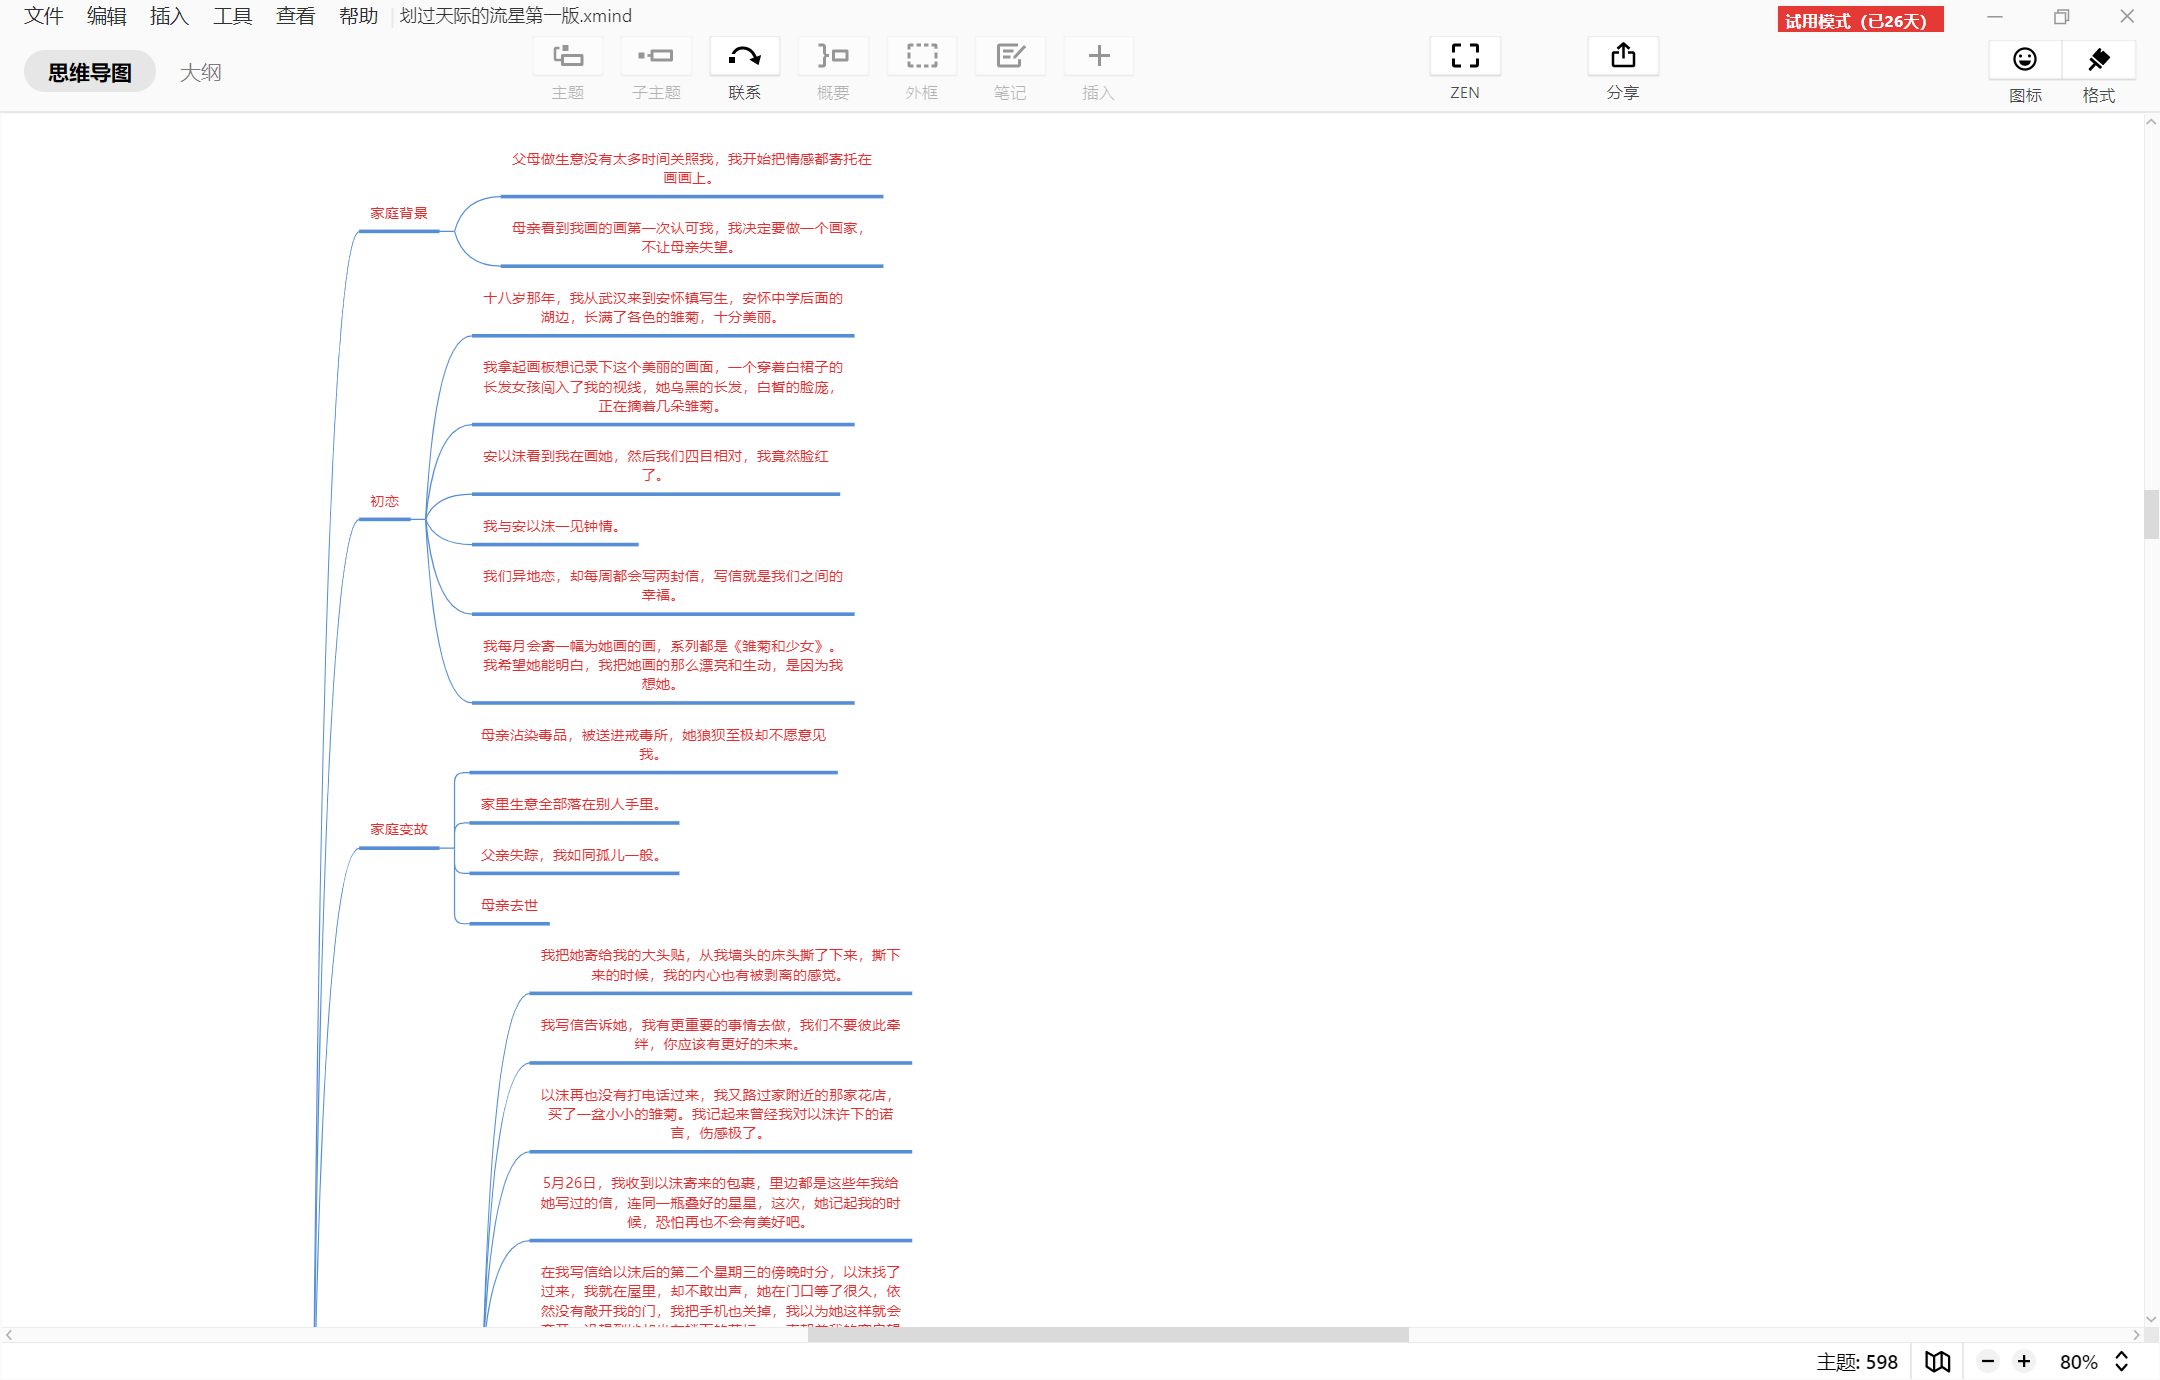 文件 编辑 插入 工具 查看 帮助 划过天际的流星第一版.xmind
试用模式（已26天）
思维导图 大纲
主题 子主题 联系 概要 外框 笔记 插入 ZEN 分享 图标 格式
父母做生意没有太多时间关照我，我开始把情感都寄托在
画画上。
家庭背景
母亲看到我画的画第一次认可我，我决定要做一个画家，
不让母亲失望。
十八岁那年，我从武汉来到安怀镇写生，安怀中学后面的
湖边，长满了各色的雏菊，十分美丽。
我拿起画板想记录下这个美丽的画面，一个穿着白裙子的
长发女孩闯入了我的视线，她乌黑的长发，白皙的脸庞，
正在摘着几朵雏菊。
安以沫看到我在画她，然后我们四目相对，我竟然脸红
了。
初恋
我与安以沫一见钟情。
我们异地恋，却每周都会写两封信，写信就是我们之间的
幸福。
我每月会寄一幅为她画的画，系列都是《雏菊和少女》。
我希望她能明白，我把她画的那么漂亮和生动，是因为我
想她。
母亲沾染毒品，被送进戒毒所，她狼狈至极却不愿意见
我。
家里生意全部落在别人手里。
家庭变故
父亲失踪，我如同孤儿一般。
母亲去世
我把她寄给我的大头贴，从我墙头的床头撕了下来，撕下
来的时候，我的内心也有被剥离的感觉。
我写信告诉她，我有更重要的事情去做，我们不要彼此牵
绊，你应该有更好的未来。
以沫再也没有打电话过来，我又路过家附近的那家花店，
买了一盆小小的雏菊。我记起来曾经我对以沫许下的诺
言，伤感极了。
5月26日，我收到以沫寄来的包裹，里边都是这些年我给
她写过的信，连同一瓶叠好的星星，这次，她记起我的时
候，恐怕再也不会有美好吧。
在我写信给以沫后的第二个星期三的傍晚时分，以沫找了
过来，我就在屋里，却不敢出声，她在门口等了很久，依
然没有敲开我的门，我把手机也关掉，我以为她这样就会
主题: 598 80%